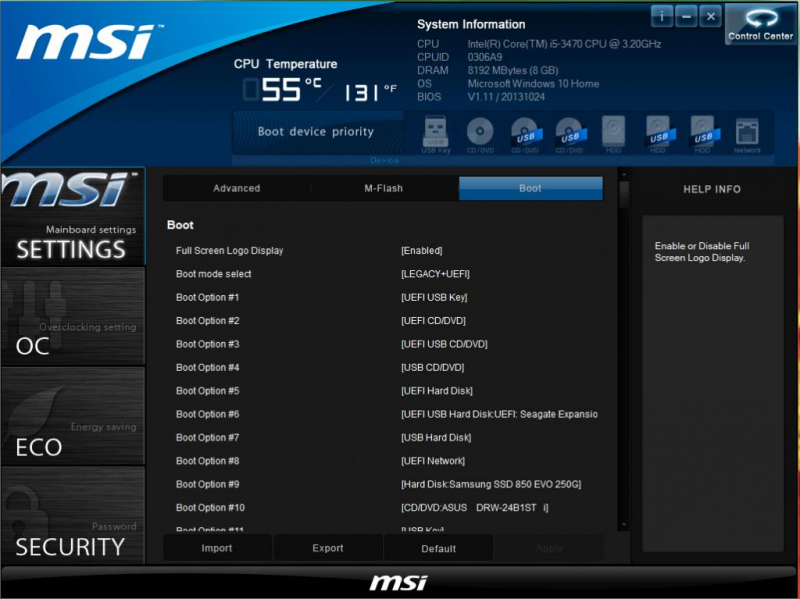 msi
CPU Temperature
55°C / 131°F
System Information
CPU Intel(R) Core(TM) i5-3470 CPU @ 3.20GHz
CPUID 0306A9
DRAM 8192 MBytes (8 GB)
OS Microsoft Windows 10 Home
BIOS V1.11 / 20131024
i
Control Center
Boot device priority
USB
USB
USB
USB
USB
USB Key CD/DVD CD/DVD CD/DVD HDD HDD HDD Network
Device
msi
Mainboard settings
SETTINGS
Overclocking setting
OC
Energy saving
ECO
Password
SECURITY
Advanced M-Flash Boot
Boot
Full Screen Logo Display [Enabled]
Boot mode select [LEGACY+UEFI]
Boot Option #1 [UEFI USB Key]
Boot Option #2 [UEFI CD/DVD]
Boot Option #3 [UEFI USB CD/DVD]
Boot Option #4 [USB CD/DVD]
Boot Option #5 [UEFI Hard Disk]
Boot Option #6 [UEFI USB Hard Disk:UEFI: Seagate Expansio
Boot Option #7 [USB Hard Disk]
Boot Option #8 [UEFI Network]
Boot Option #9 [Hard Disk:Samsung SSD 850 EVO 250G]
Boot Option #10 [CD/DVD:ASUS DRW-24B1ST i]
Boot Option #11 [USB Key]
Import Export Default Apply
HELP INFO
Enable or Disable Full
Screen Logo Display.
msi